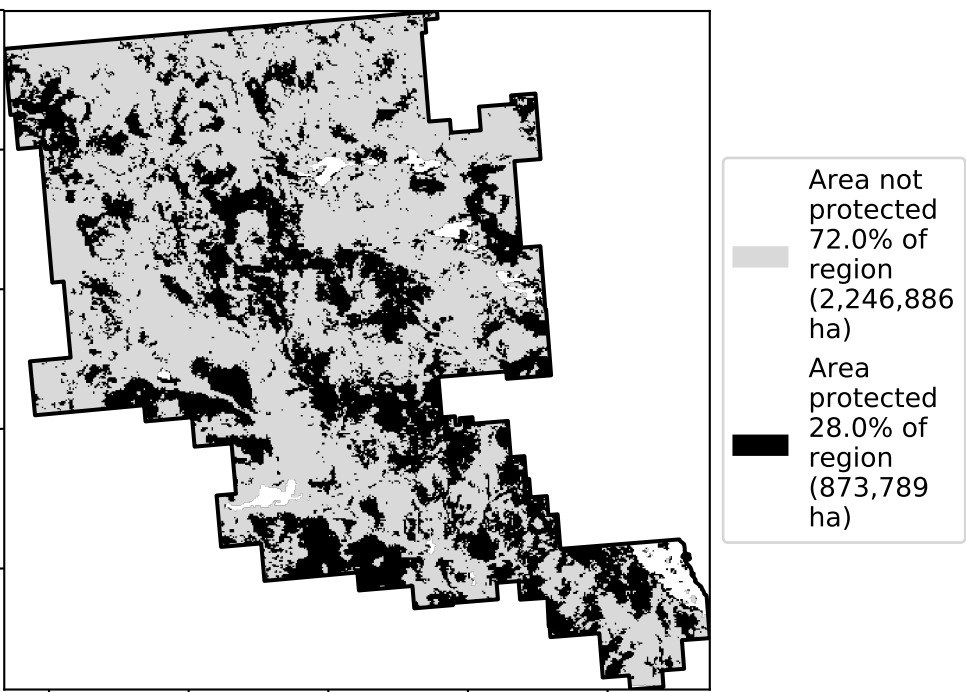 Area not
protected
72.0% of
region
(2,246,886
ha)
Area
protected
28.0% of
region
(873,789
ha)